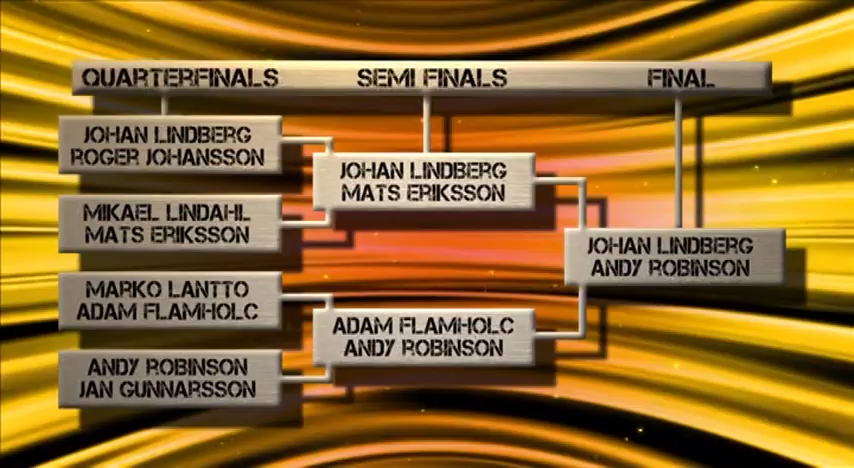 QUARTERFINALS SEMI FINALS FINAL
JOHAN LINDBERG
ROGER JOHANSSON
MIKAEL LINDAHL
MATS ERIKSSON
MARKO LANTTO
ADAM FLAMHOLC
ANDY ROBINSON
JAN GUNNARSSON
JOHAN LINDBERG
MATS ERIKSSON
ADAM FLAMHOLC
ANDY ROBINSON
JOHAN LINDBERG
ANDY ROBINSON